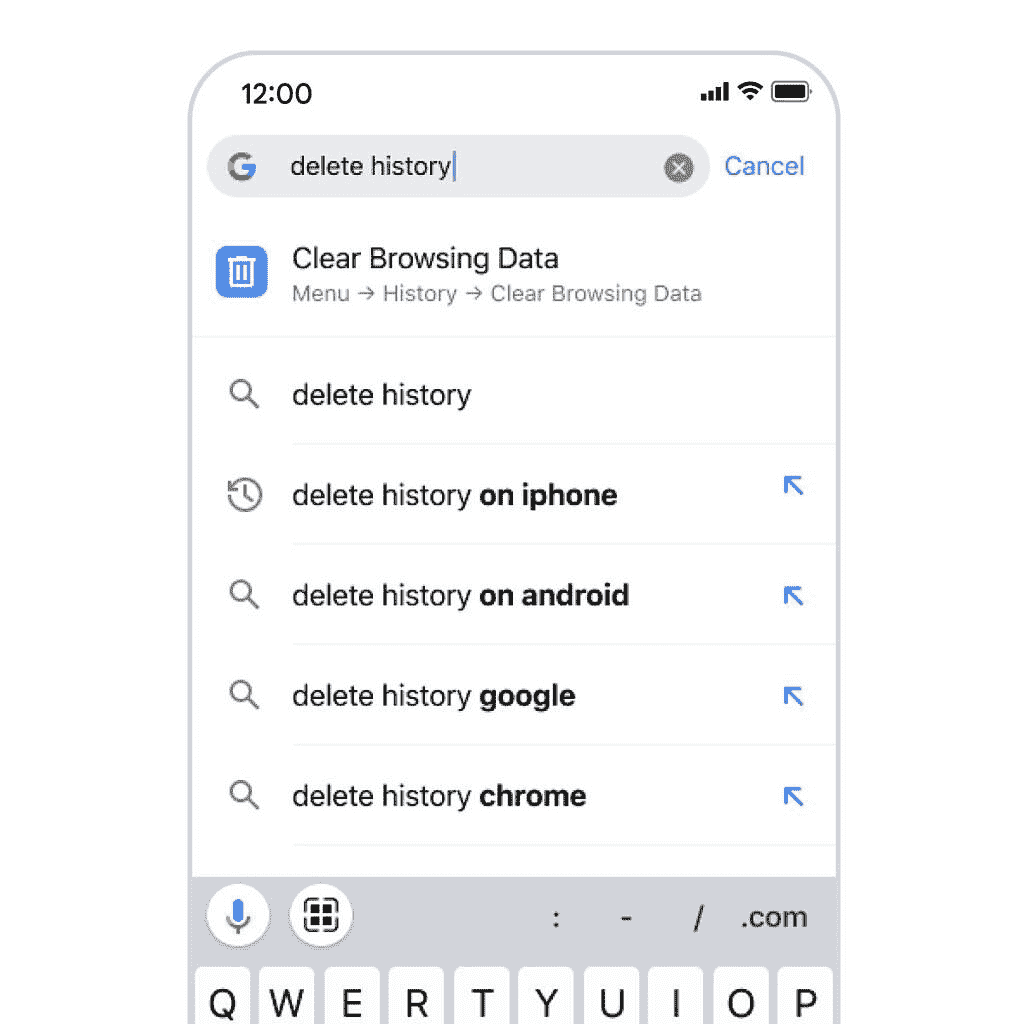 12:00
delete history
Cancel
Clear Browsing Data
Menu → History → Clear Browsing Data
delete history
delete history on iphone
delete history on android
delete history google
delete history chrome
: - / .com
Q W E R T Y U I O P